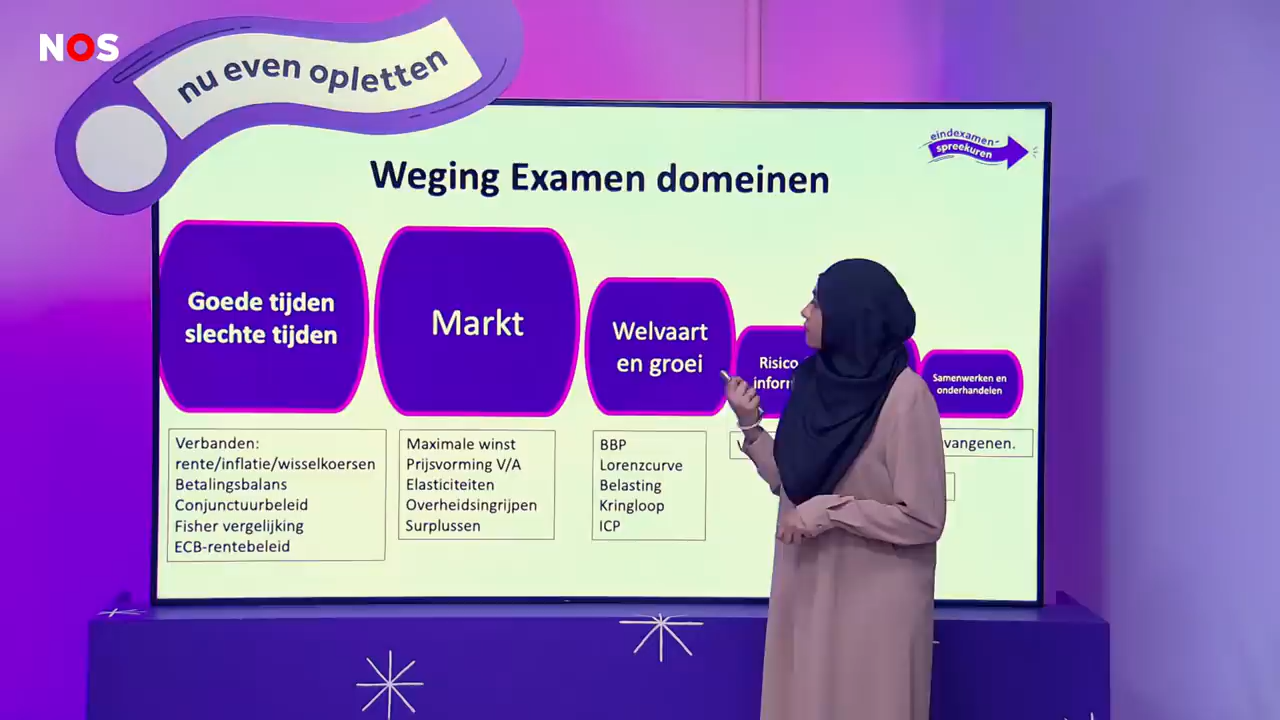 NOS
nu even opletten
eindexamen-
spreekuren
Weging Examen domeinen
Goede tijden
slechte tijden
Markt
Welvaart
en groei
Risico
Samenwerken en
onderhandelen
Verbanden:
rente/inflatie/wisselkoersen
Betalingsbalans
Conjunctuurbeleid
Fisher vergelijking
ECB-rentebeleid
Maximale winst
Prijsvorming V/A
Elasticiteiten
Overheidsingrijpen
Surplussen
BBP
Lorenzcurve
Belasting
Kringloop
ICP